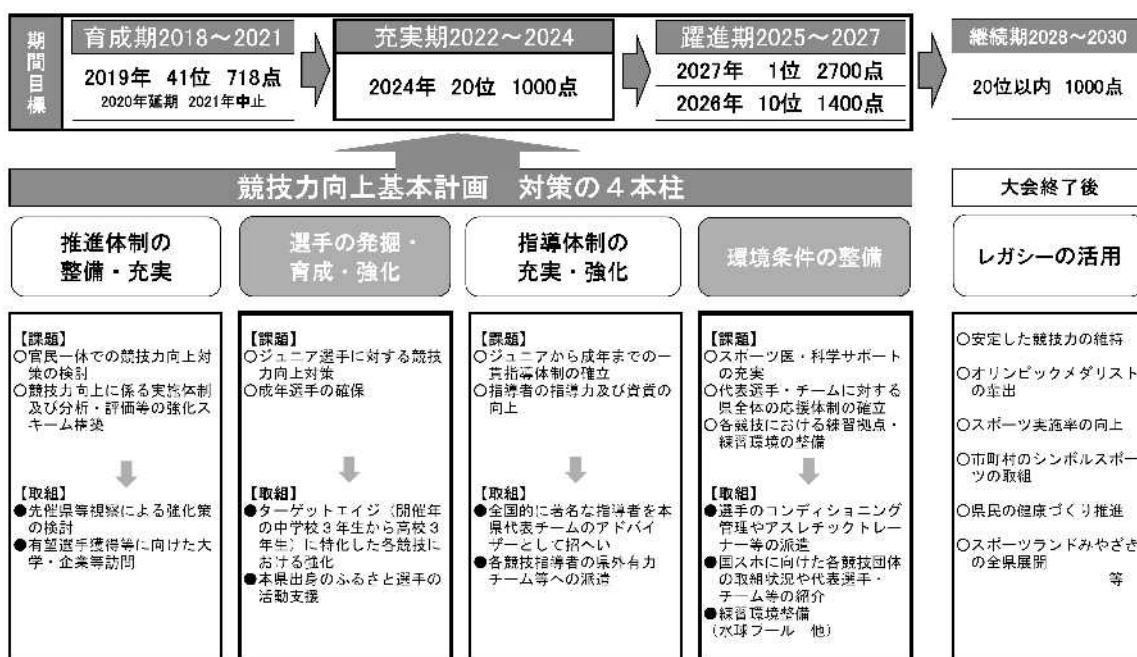 期間目標
育成期2018～2021
2019年 41位 718点
2020年延期 2021年中止
充実期2022～2024
2024年 20位 1000点
躍進期2025～2027
2027年 1位 2700点
2026年 10位 1400点
継続期2028～2030
20位以内 1000点
競技力向上基本計画 対策の４本柱
大会終了後
推進体制の
整備・充実
選手の発掘・
育成・強化
指導体制の
充実・強化
環境条件の整備
レガシーの活用
【課題】
○官民一体での競技力向上対
策の検討
○競技力向上に係る実施体制
及び分析・評価等の強化ス
キーム構築
【取組】
●先催県等視察による強化策
の検討
●有望選手獲得等に向けた大
学・企業等訪問
【課題】
○ジュニア選手に対する競技
力向上対策
○成年選手の確保
【取組】
●ターゲットエイジ（開催年
の中学校３年生から高校３
年生）に特化した各競技に
おける強化
●本県出身のふるさと選手の
活動支援
【課題】
○ジュニアから成年までの一
貫指導体制の確立
○指導者の指導力及び資質の
向上
【取組】
●全国的に著名な指導者を本
県代表チームのアドバイ
ザーとして招へい
●各競技指導者の県外有力
チーム等への派遣
【課題】
○スポーツ医・科学サポート
の充実
○代表選手・チームに対する
県全体の応援体制の確立
○各競技における練習拠点・
練習環境の整備
【取組】
●選手のコンディショニング
管理やアスレチックトレー
ナー等の派遣
●国スポに向けた各競技団体
の取組状況や代表選手・
チーム等の紹介
●練習環境整備
（水球プール 他）
○安定した競技力の維持
○オリンピックメダリスト
の輩出
○スポーツ実施率の向上
○市町村のシンボルスポー
ツの取組
○県民の健康づくり推進
○スポーツランドみやざき
の全県展開
等